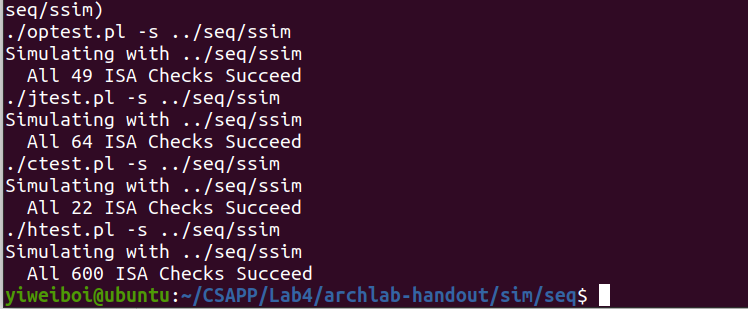 seq/ssim)
./optest.pl -s ../seq/ssim
Simulating with ../seq/ssim
  All 49 ISA Checks Succeed
./jtest.pl -s ../seq/ssim
Simulating with ../seq/ssim
  All 64 ISA Checks Succeed
./ctest.pl -s ../seq/ssim
Simulating with ../seq/ssim
  All 22 ISA Checks Succeed
./htest.pl -s ../seq/ssim
Simulating with ../seq/ssim
  All 600 ISA Checks Succeed
yiweiboi@ubuntu:~/CSAPP/Lab4/archlab-handout/sim/seq$